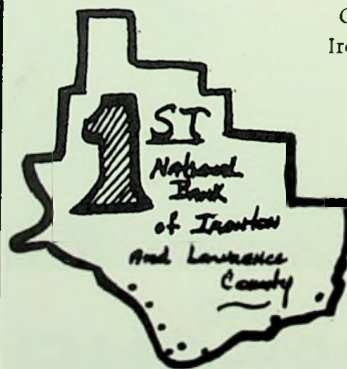 1 ST
National
Bank
of Ironton
And Lawrence
County